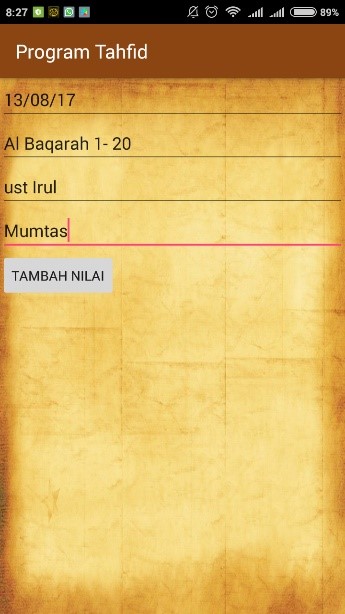 8:27 89%
Program Tahfid
13/08/17
Al Baqarah 1- 20
ust Irul
Mumtas
TAMBAH NILAI